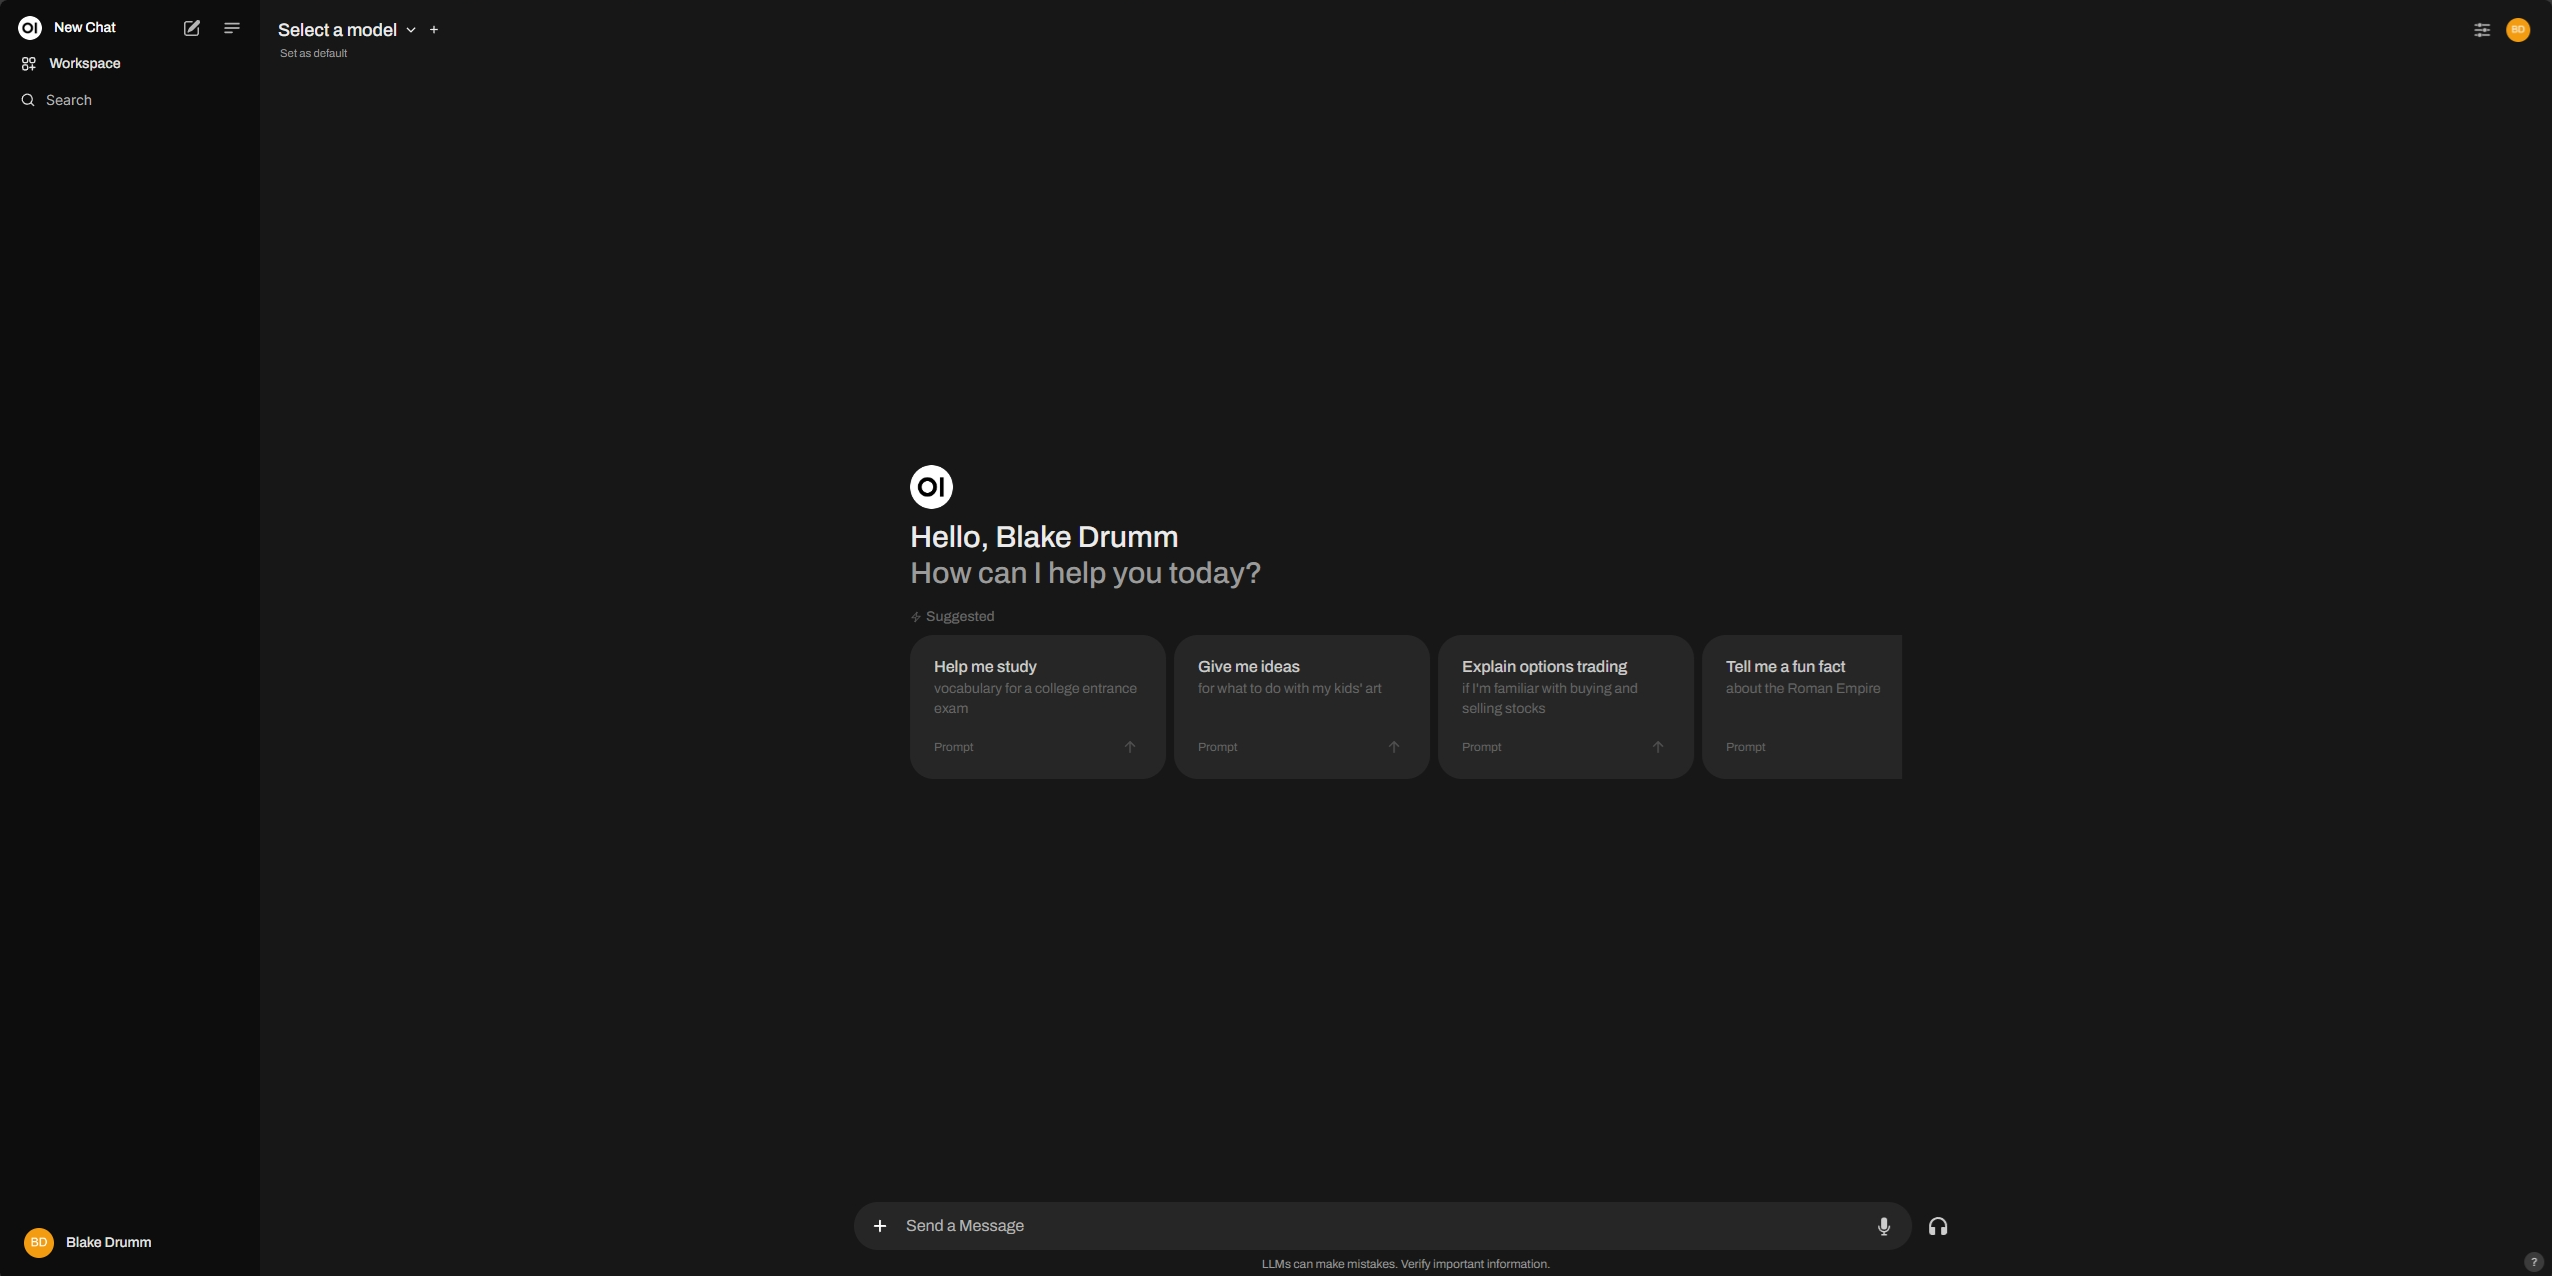 OI New Chat
Workspace
Search
Select a model
Set as default
BD
OI
Hello, Blake Drumm
How can I help you today?
Suggested
Help me study
vocabulary for a college entrance
exam
Prompt
Give me ideas
for what to do with my kids' art
Prompt
Explain options trading
if I'm familiar with buying and
selling stocks
Prompt
Tell me a fun fact
about the Roman Empire
Prompt
Send a Message
BD Blake Drumm
LLMs can make mistakes. Verify important information.
?